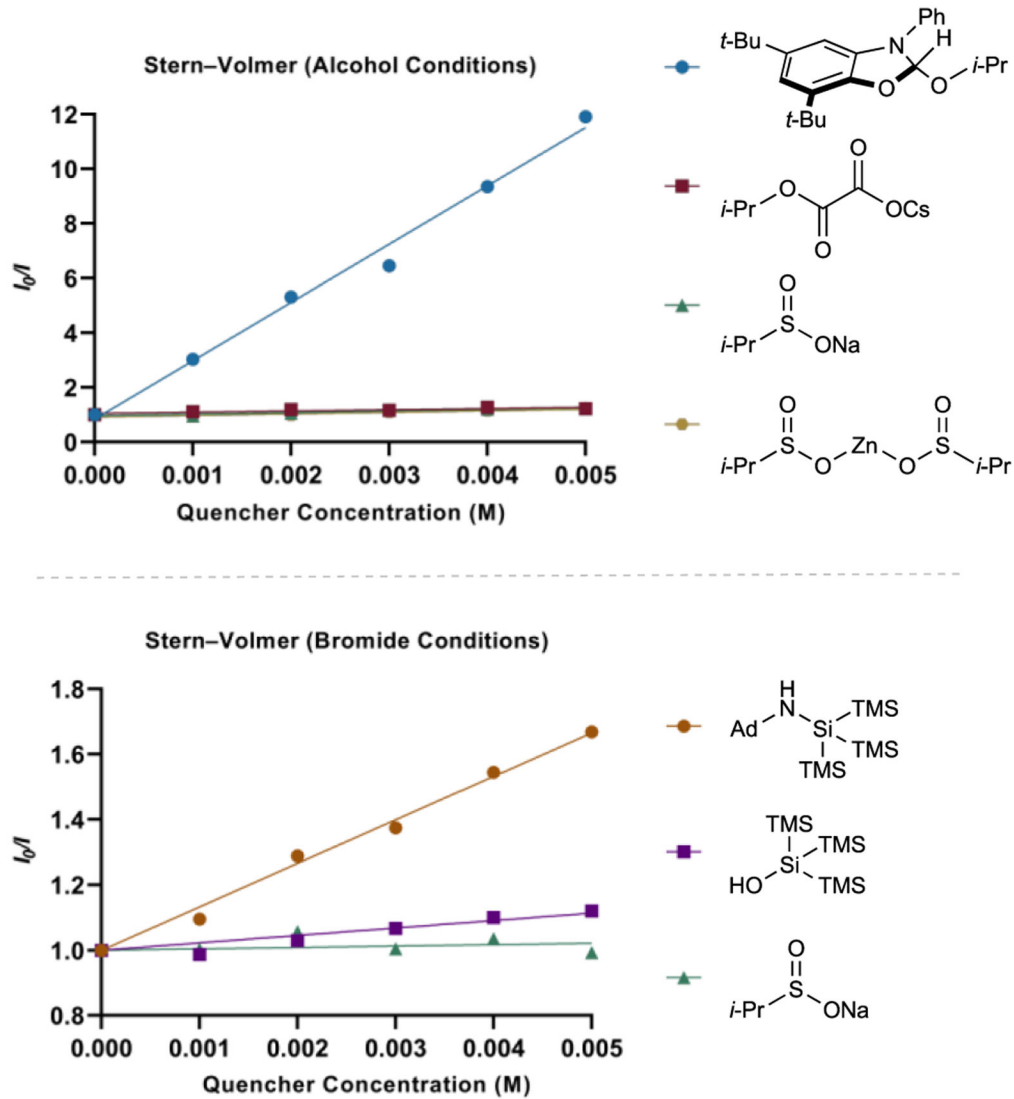 Stern–Volmer (Alcohol Conditions)
12
10
8
6
4
2
0
I0/I
0.000 0.001 0.002 0.003 0.004 0.005
Quencher Concentration (M)
Ph
t-Bu N H
O O i-Pr
t-Bu
O
i-Pr O OCs
O
O
i-Pr S ONa
O O
i-Pr S O Zn O S i-Pr
Stern–Volmer (Bromide Conditions)
1.8
1.6
1.4
1.2
1.0
0.8
I0/I
0.000 0.001 0.002 0.003 0.004 0.005
Quencher Concentration (M)
H
Ad N Si TMS
TMS
TMS
TMS
HO Si TMS
TMS
O
i-Pr S ONa